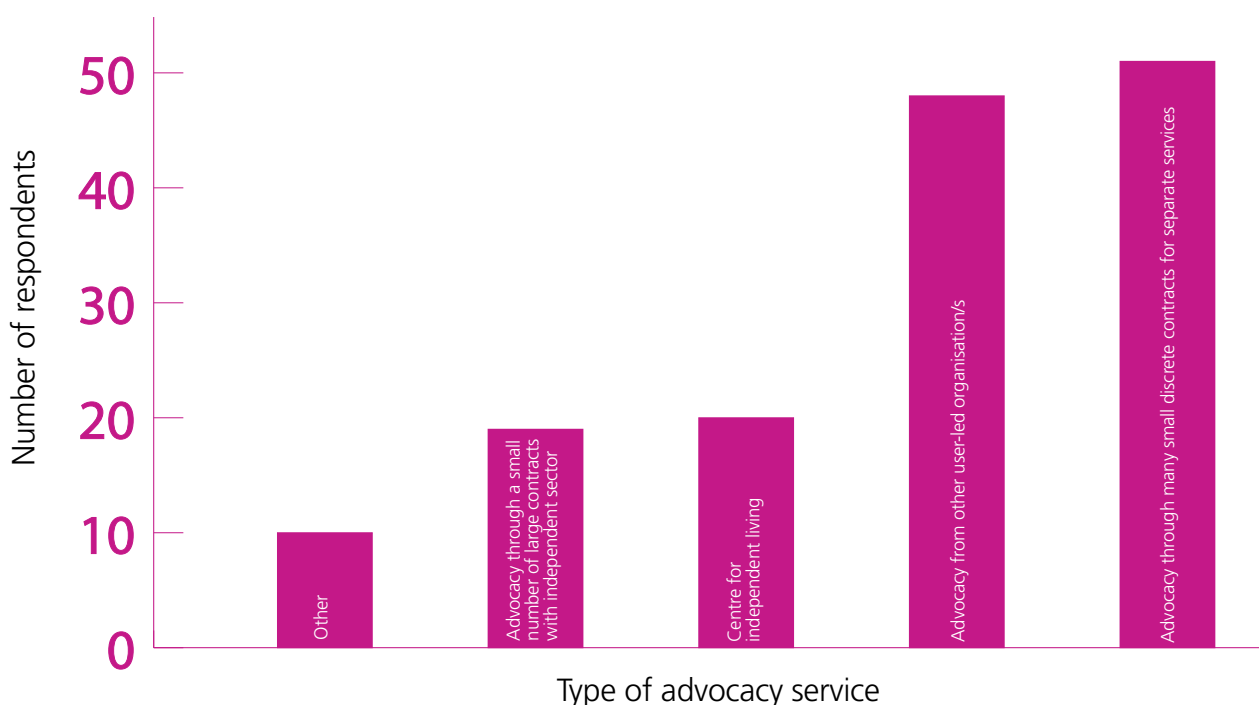 50
40
30
20
10
0
Number of respondents
Other
Advocacy through a small
number of large contracts
with independent sector
Centre for
independent living
Advocacy from other user-led organisation/s
Advocacy through many small discrete contracts for separate services
Type of advocacy service